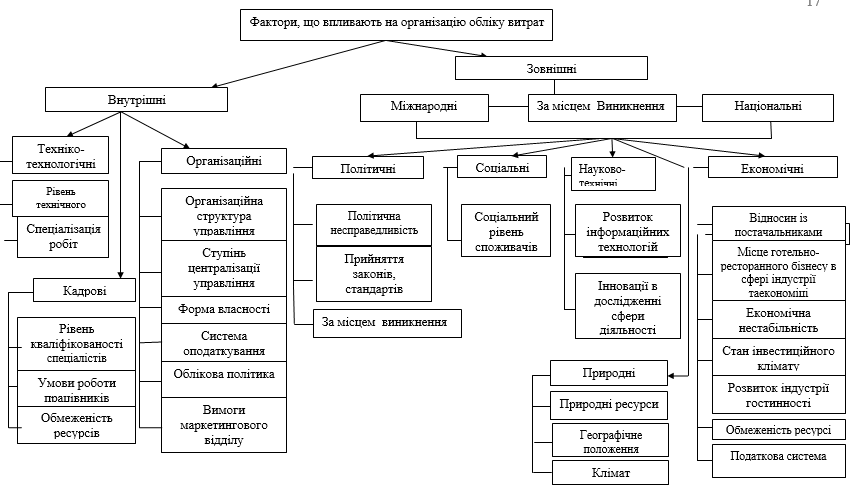 17
Фактори, що впливають на організацію обліку витрат
Зовнішні
Внутрішні
Міжнародні
За місцем Виникнення
Національні
Техніко-
технологічні
Організаційні
Політичні
Соціальні
Науково-
технічні
Економічні
Рівень
технічного
Спеціалізація
робіт
Кадрові
Рівень
кваліфікованості
спеціалістів
Умови роботи
працівників
Обмеженість
ресурсів
Організаційна
структура
управління
Ступінь
централізації
управління
Форма власності
Система
оподаткування
Облікова політика
Вимоги
маркетингового
відділу
Політична
несправедливість
Прийняття
законів,
стандартів
За місцем виникнення
Соціальний
рівень
споживачів
Розвиток
інформаційних
технологій
Інновації в
дослідженні
сфери
діяльності
Природні
Природні ресурси
Географічне
положення
Клімат
Відносин із
постачальниками
Місце готельно-
ресторанного бізнесу в
сфері індустрії
таекономіці
Економічна
нестабільність
Стан інвестиційного
клімату
Розвиток індустрії
гостинності
Обмеженість ресурсі
Податкова система